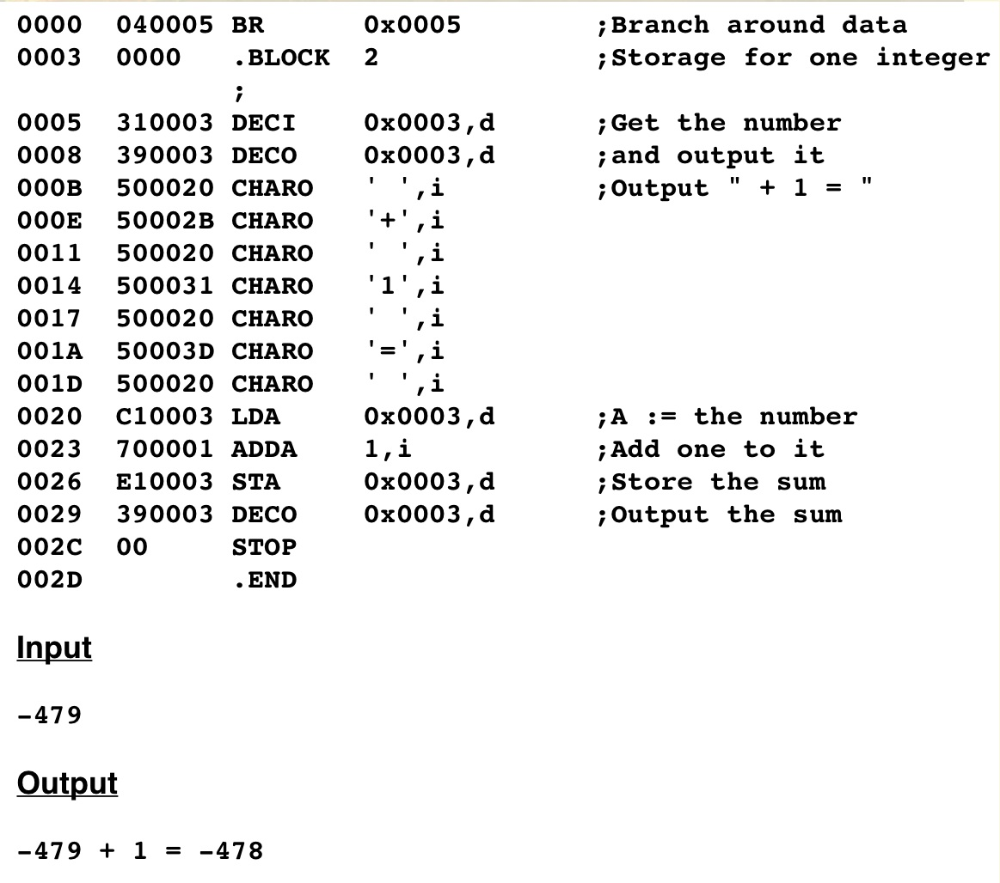 0000  040005 BR      0x0005        ;Branch around data
0003  0000   .BLOCK  2             ;Storage for one integer
             ;
0005  310003 DECI    0x0003,d      ;Get the number
0008  390003 DECO    0x0003,d      ;and output it
000B  500020 CHARO   ' ',i         ;Output " + 1 = "
000E  50002B CHARO   '+',i
0011  500020 CHARO   ' ',i
0014  500031 CHARO   '1',i
0017  500020 CHARO   ' ',i
001A  50003D CHARO   '=',i
001D  500020 CHARO   ' ',i
0020  C10003 LDA     0x0003,d      ;A := the number
0023  700001 ADDA    1,i           ;Add one to it
0026  E10003 STA     0x0003,d      ;Store the sum
0029  390003 DECO    0x0003,d      ;Output the sum
002C  00     STOP
002D         .END
Input
-479
Output
-479 + 1 = -478